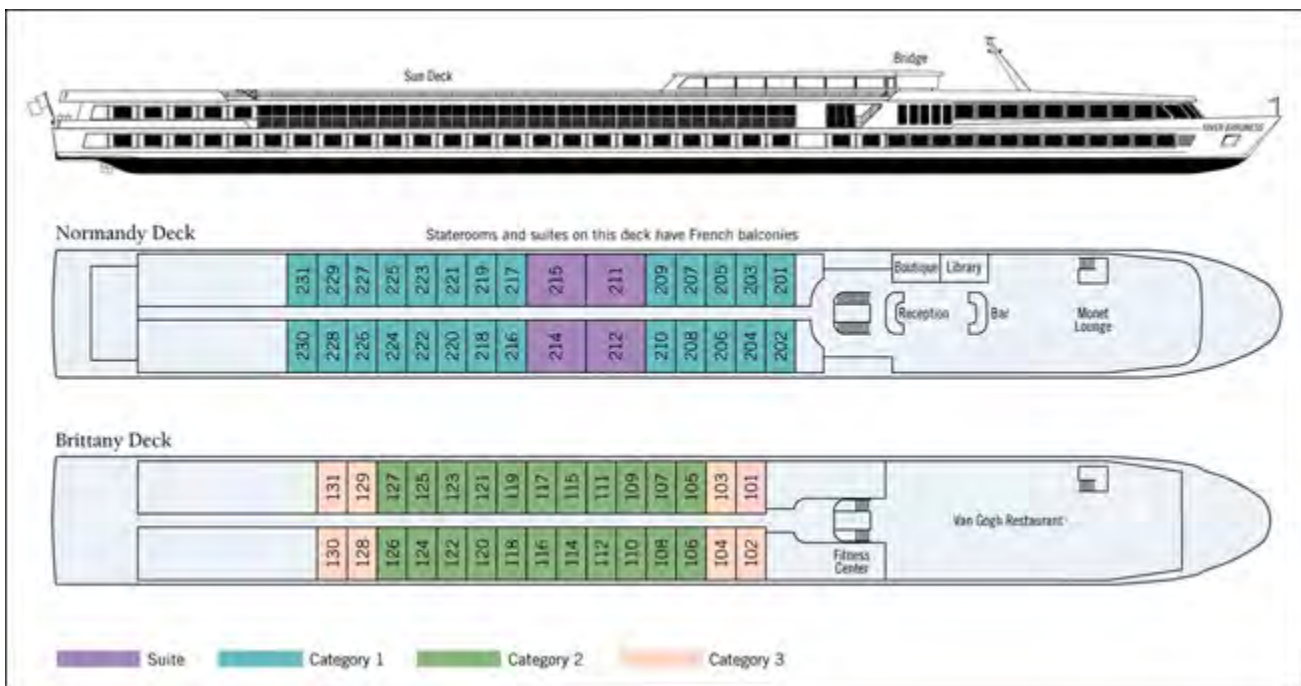 Bridge
Sun Deck
RIVER BARONESS
Normandy Deck
Staterooms and suites on this deck have French balconies
231 229 227 225 223 221 219 217 215 211 209 207 205 203 201
Boutique Library
Reception Bar Monet
Lounge
230 228 226 224 222 220 218 216 214 212 210 208 206 204 202
Brittany Deck
131 129 127 125 123 121 119 117 115 111 109 107 105 103 101
Van Gogh Restaurant
130 128 126 124 122 120 118 116 114 112 110 108 106 104 102
Fitness
Center
Suite Category 1 Category 2 Category 3